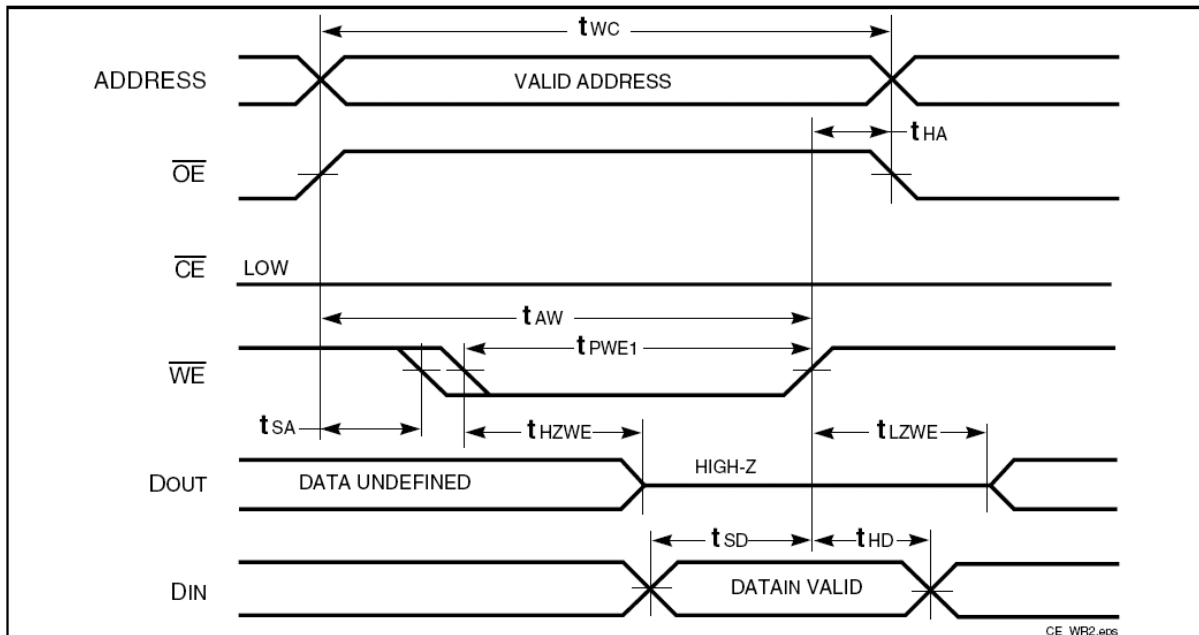 tWC
ADDRESS
VALID ADDRESS
tHA
OE
CE
LOW
tAW
tPWE1
WE
tSA
tHZWE
tLZWE
DOUT
DATA UNDEFINED
HIGH-Z
tSD
tHD
DIN
DATAIN VALID
CE_WR2.eps